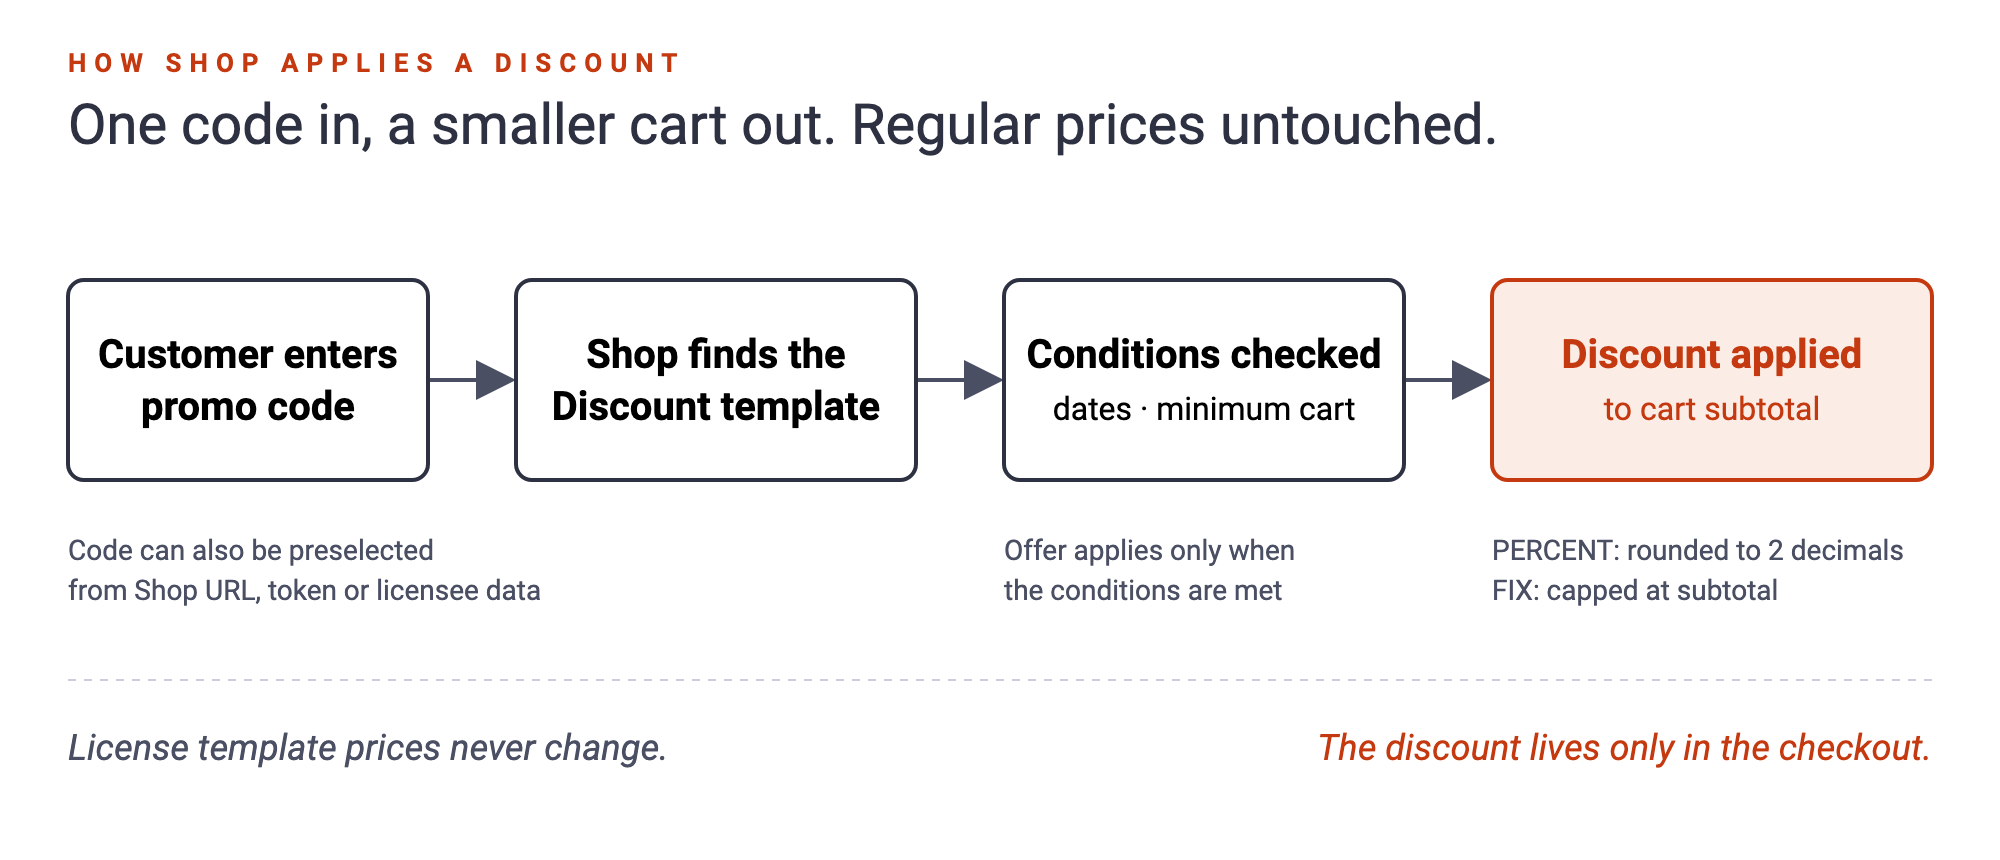 HOW SHOP APPLIES A DISCOUNT
One code in, a smaller cart out. Regular prices untouched.
Customer enters
promo code
Shop finds the
Discount template
Conditions checked
dates · minimum cart
Discount applied
to cart subtotal
Code can also be preselected
from Shop URL, token or licensee data
Offer applies only when
the conditions are met
PERCENT: rounded to 2 decimals
FIX: capped at subtotal
License template prices never change.
The discount lives only in the checkout.